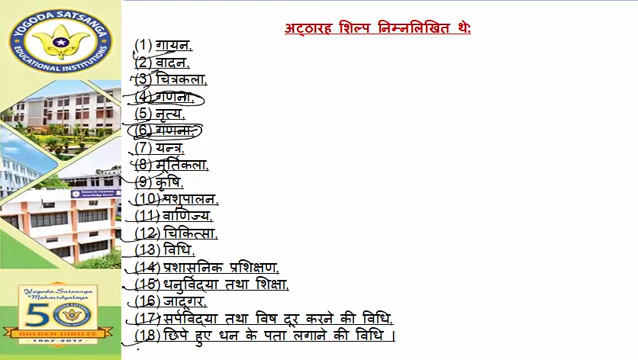 YOGODA SATSANGA
EDUCATIONAL INSTITUTIONS
अट्ठारह शिल्प निम्नलिखित थे:
(1) गायन.
(2) वादन.
(3) चित्रकला.
(4) गणना.
(5) नृत्य.
(6) गणना.
(7) यन्त्र.
(8) मूर्तिकला.
(9) कृषि.
(10) पशुपालन.
(11) वाणिज्य.
(12) चिकित्सा.
(13) विधि.
(14) प्रशासनिक प्रशिक्षण.
(15) धनुर्विद्या तथा शिक्षा.
(16) जादूगर.
(17) सर्पविद्या तथा विष दूर करने की विधि.
(18) छिपे हुए धन के पता लगाने की विधि ।
Yogoda Satsanga
Mahavidyalaya
50
GOLDEN JUBILEE
1967-2017